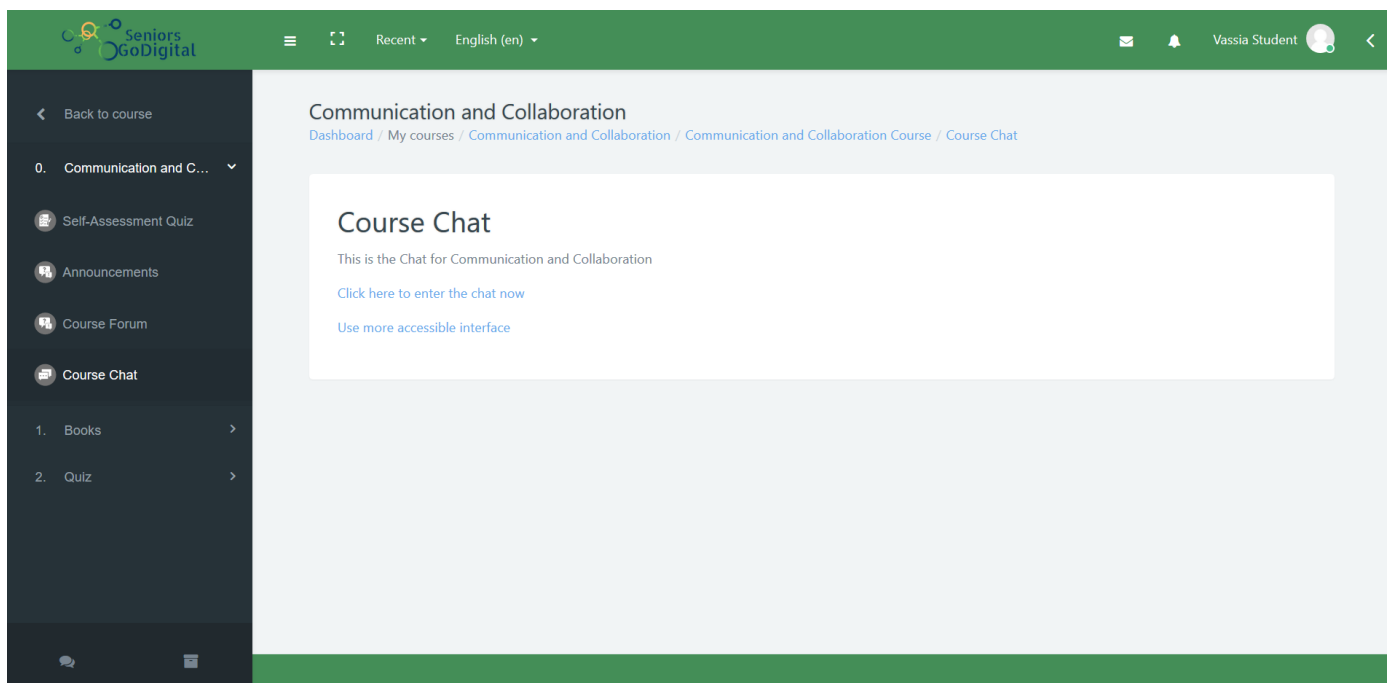 Seniors
GoDigital
Recent
English (en)
Vassia Student
Back to course
0. Communication and C...
Self-Assessment Quiz
Announcements
Course Forum
Course Chat
1. Books
2. Quiz
Communication and Collaboration
Dashboard / My courses / Communication and Collaboration / Communication and Collaboration Course / Course Chat
Course Chat
This is the Chat for Communication and Collaboration
Click here to enter the chat now
Use more accessible interface